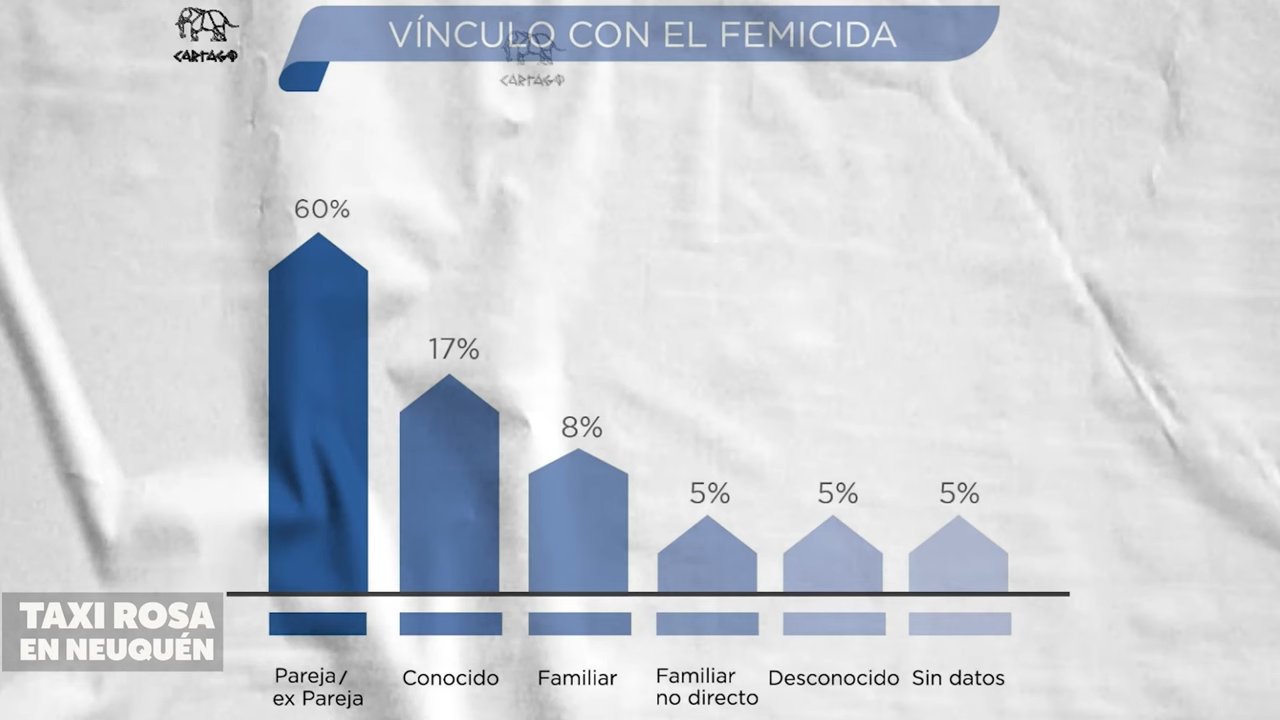 CARTAGO
VÍNCULO CON EL FEMICIDA
CARTAGO
60%
17%
8%
5%
5%
5%
TAXI ROSA
EN NEUQUÉN
Pareja/
ex Pareja
Conocido
Familiar
Familiar
no directo
Desconocido
Sin datos